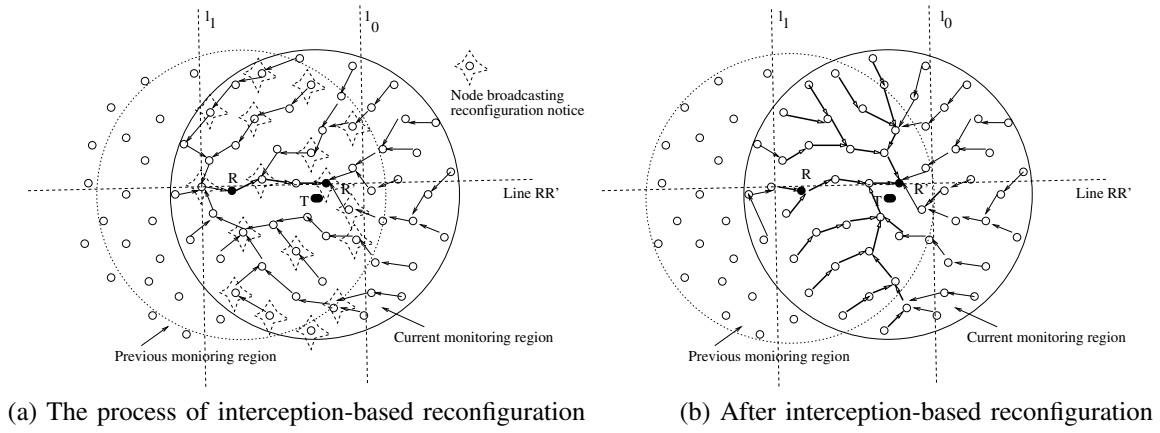 l1
l0
Node broadcasting
reconfiguration notice
R
R'
T
Line RR'
Previous monioring region
Current monitoring region
(a) The process of interception-based reconfiguration
l1
l0
R
R'
T
Line RR'
Previous monioring region
Current monitoring region
(b) After interception-based reconfiguration